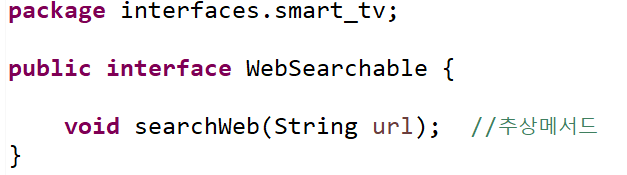 package interfaces.smart_tv;
public interface WebSearchable {
void searchWeb(String url);  //추상메서드
}